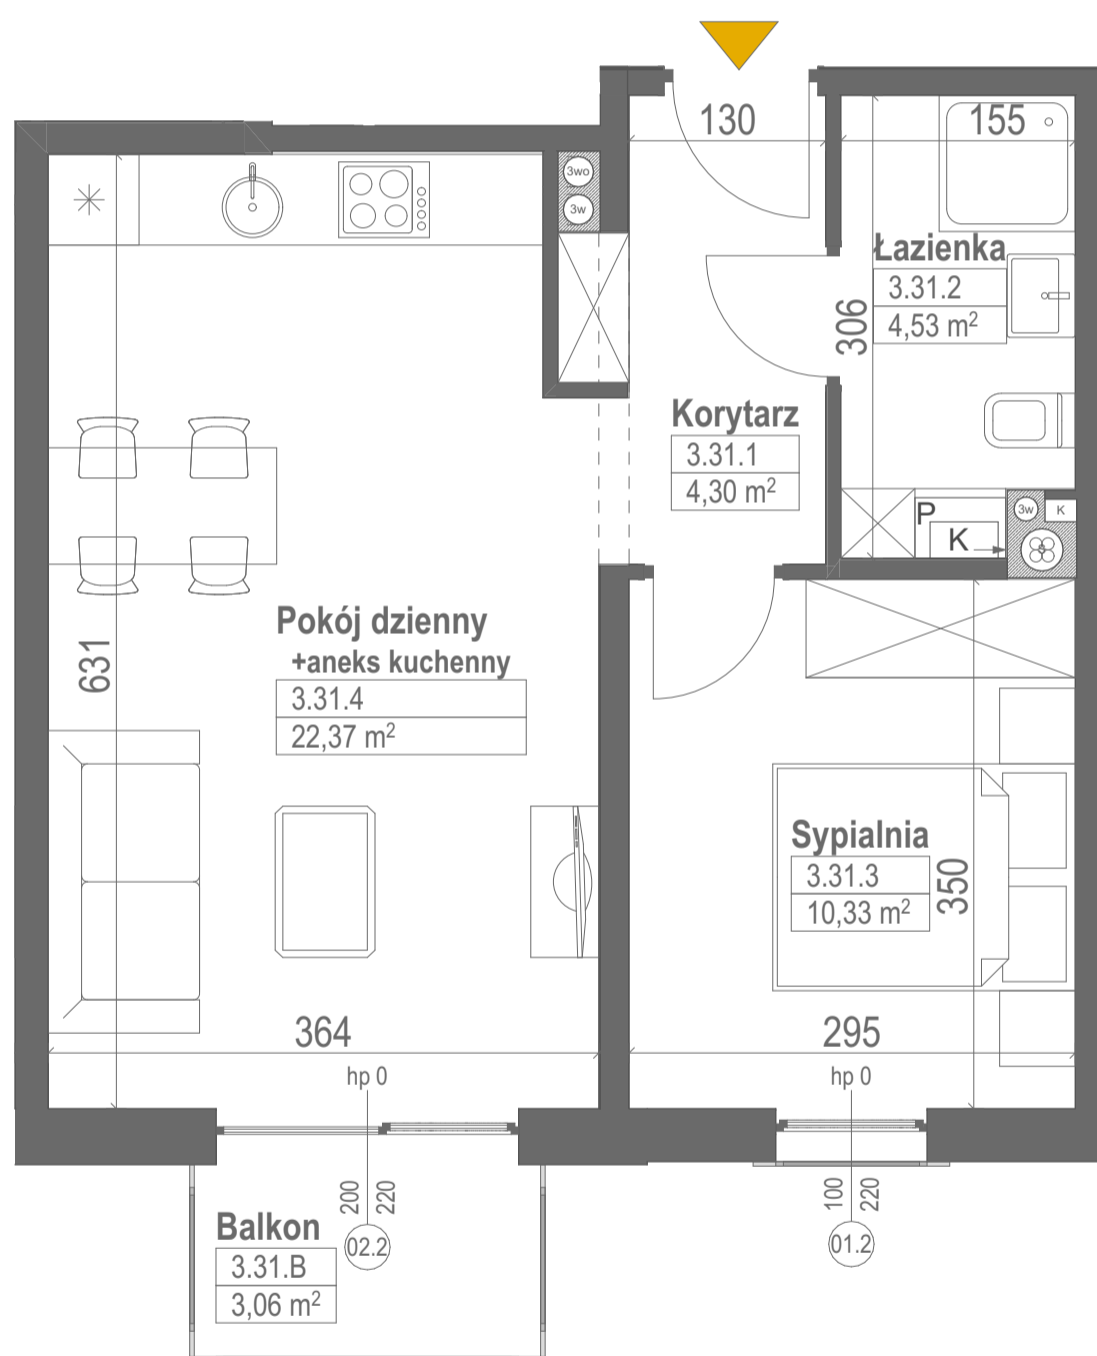 130
155
3wo
3w
Łazienka
3.31.2
4,53 m²
306
Korytarz
3.31.1
4,30 m²
P
K
3w
K
Pokój dzienny
+aneks kuchenny
3.31.4
22,37 m²
631
Sypialnia
3.31.3
10,33 m²
350
364
295
hp 0
hp 0
200
220
100
220
02.2
01.2
Balkon
3.31.B
3,06 m²